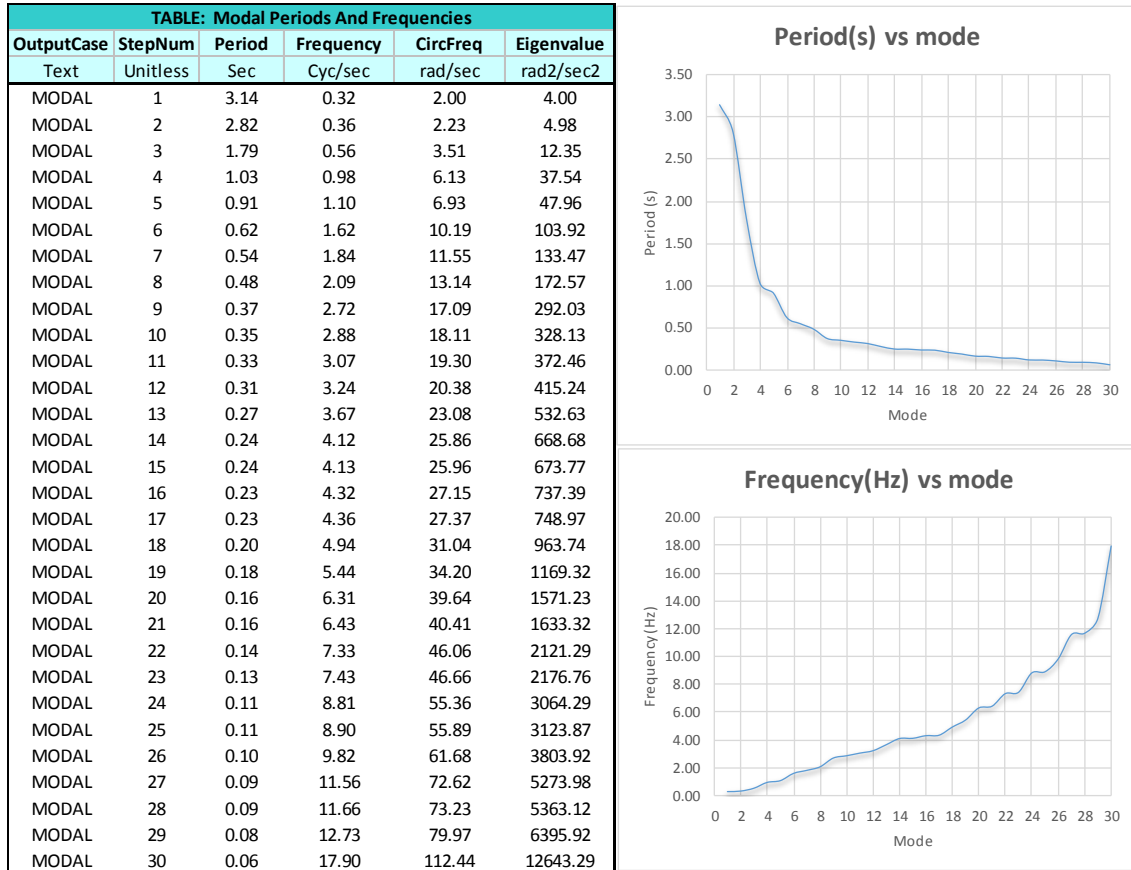 TABLE: Modal Periods And Frequencies
OutputCase StepNum Period Frequency CircFreq Eigenvalue
Text Unitless Sec Cyc/sec rad/sec rad2/sec2
MODAL 1 3.14 0.32 2.00 4.00
MODAL 2 2.82 0.36 2.23 4.98
MODAL 3 1.79 0.56 3.51 12.35
MODAL 4 1.03 0.98 6.13 37.54
MODAL 5 0.91 1.10 6.93 47.96
MODAL 6 0.62 1.62 10.19 103.92
MODAL 7 0.54 1.84 11.55 133.47
MODAL 8 0.48 2.09 13.14 172.57
MODAL 9 0.37 2.72 17.09 292.03
MODAL 10 0.35 2.88 18.11 328.13
MODAL 11 0.33 3.07 19.30 372.46
MODAL 12 0.31 3.24 20.38 415.24
MODAL 13 0.27 3.67 23.08 532.63
MODAL 14 0.24 4.12 25.86 668.68
MODAL 15 0.24 4.13 25.96 673.77
MODAL 16 0.23 4.32 27.15 737.39
MODAL 17 0.23 4.36 27.37 748.97
MODAL 18 0.20 4.94 31.04 963.74
MODAL 19 0.18 5.44 34.20 1169.32
MODAL 20 0.16 6.31 39.64 1571.23
MODAL 21 0.16 6.43 40.41 1633.32
MODAL 22 0.14 7.33 46.06 2121.29
MODAL 23 0.13 7.43 46.66 2176.76
MODAL 24 0.11 8.81 55.36 3064.29
MODAL 25 0.11 8.90 55.89 3123.87
MODAL 26 0.10 9.82 61.68 3803.92
MODAL 27 0.09 11.56 72.62 5273.98
MODAL 28 0.09 11.66 73.23 5363.12
MODAL 29 0.08 12.73 79.97 6395.92
MODAL 30 0.06 17.90 112.44 12643.29
Period(s) vs mode
3.50
3.00
2.50
2.00
1.50
1.00
0.50
0.00
Period (s)
0 2 4 6 8 10 12 14 16 18 20 22 24 26 28 30
Mode
Frequency(Hz) vs mode
20.00
18.00
16.00
14.00
12.00
10.00
8.00
6.00
4.00
2.00
0.00
Frequency (Hz)
0 2 4 6 8 10 12 14 16 18 20 22 24 26 28 30
Mode